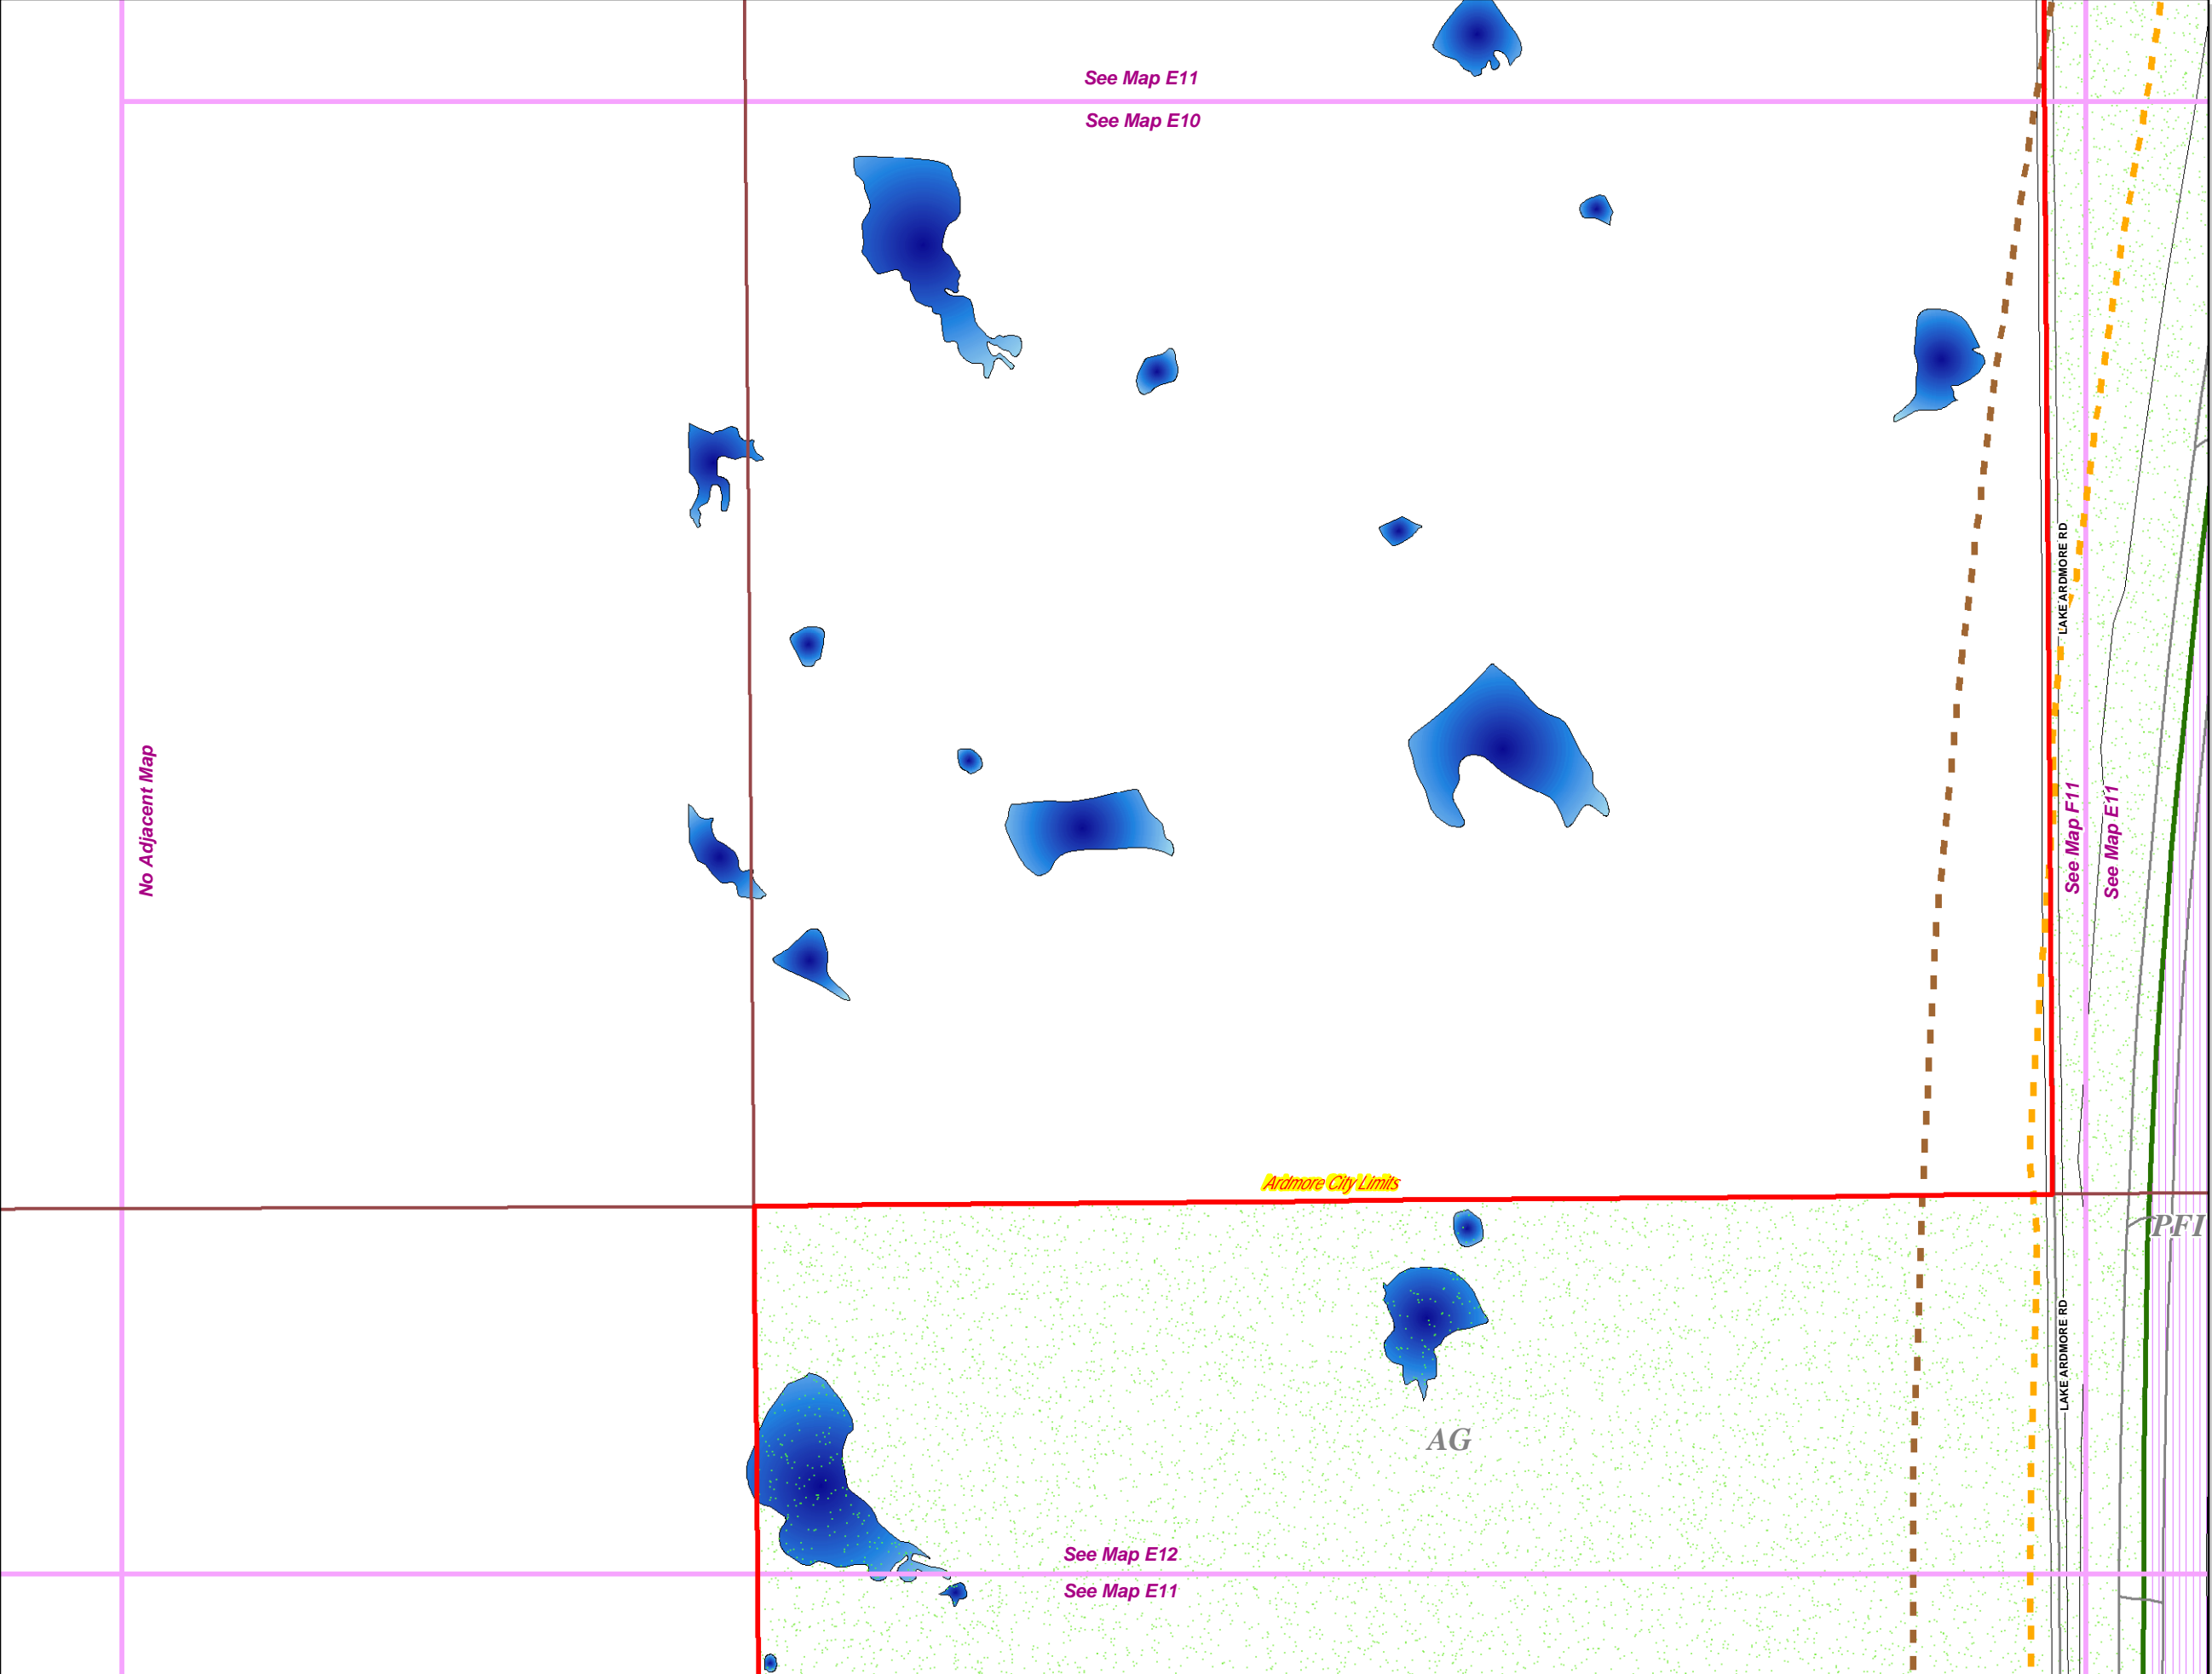 See Map E11
See Map E10
LAKE ARDMORE RD
No Adjacent Map
See Map F11
See Map E11
Ardmore City Limits
PFI
LAKE ARDMORE RD
AG
See Map E12
See Map E11